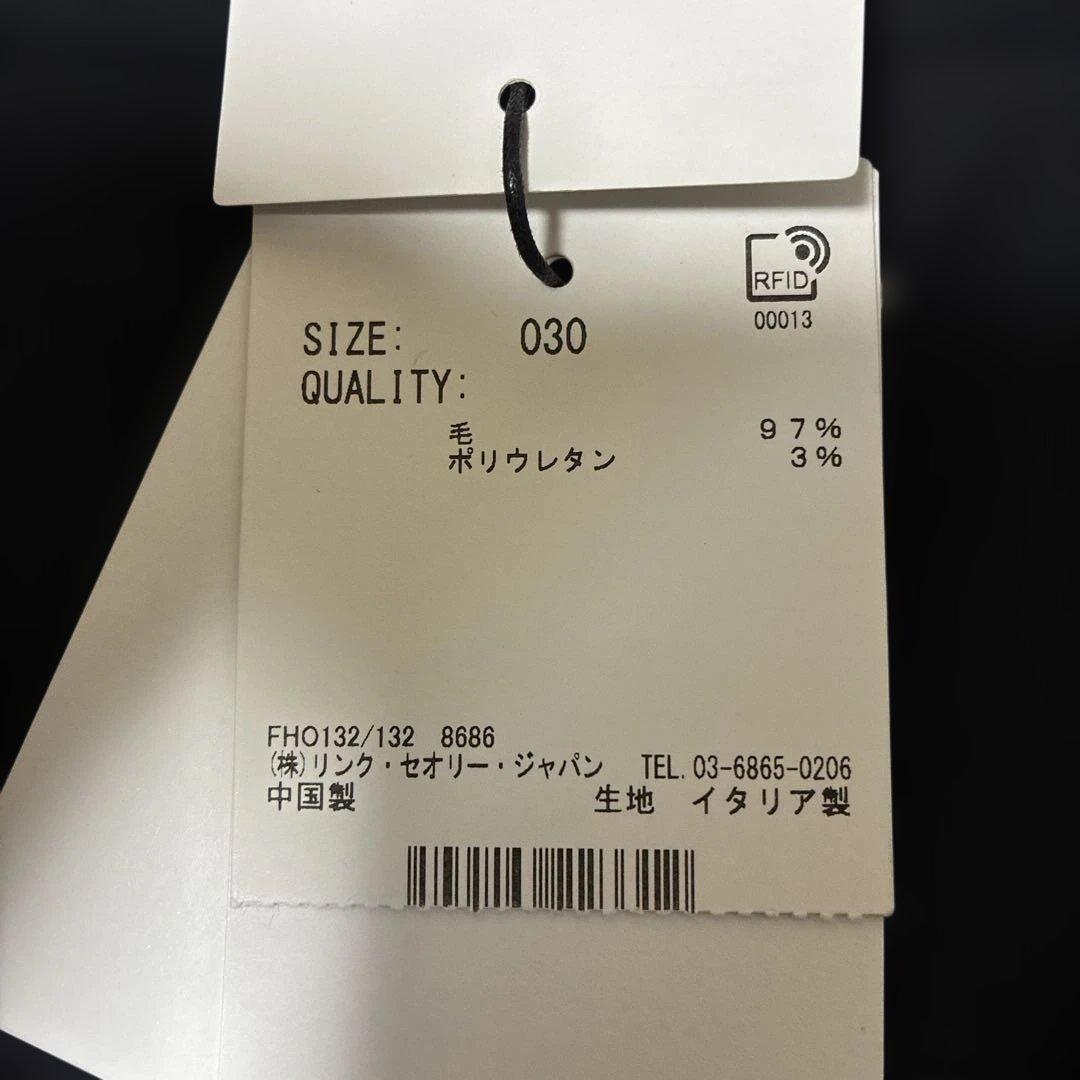 RFID
00013
SIZE: 030
QUALITY:
毛 97%
ポリウレタン 3%
FH0132/132 8686
(株)リンク・セオリー・ジャパン TEL.03-6865-0206
中国製 生地 イタリア製